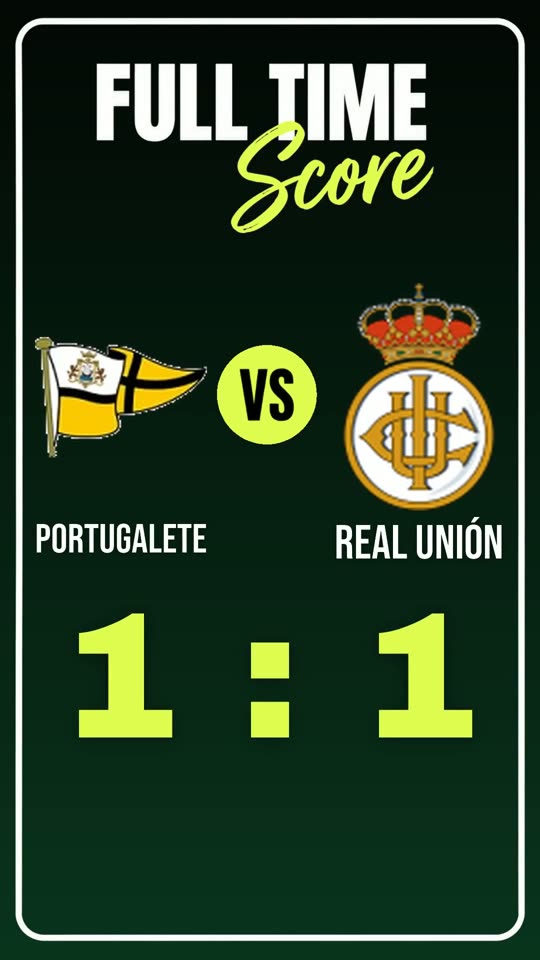 FULL TIME
Score
VS
PORTUGALETE
REAL UNIÓN
1 : 1